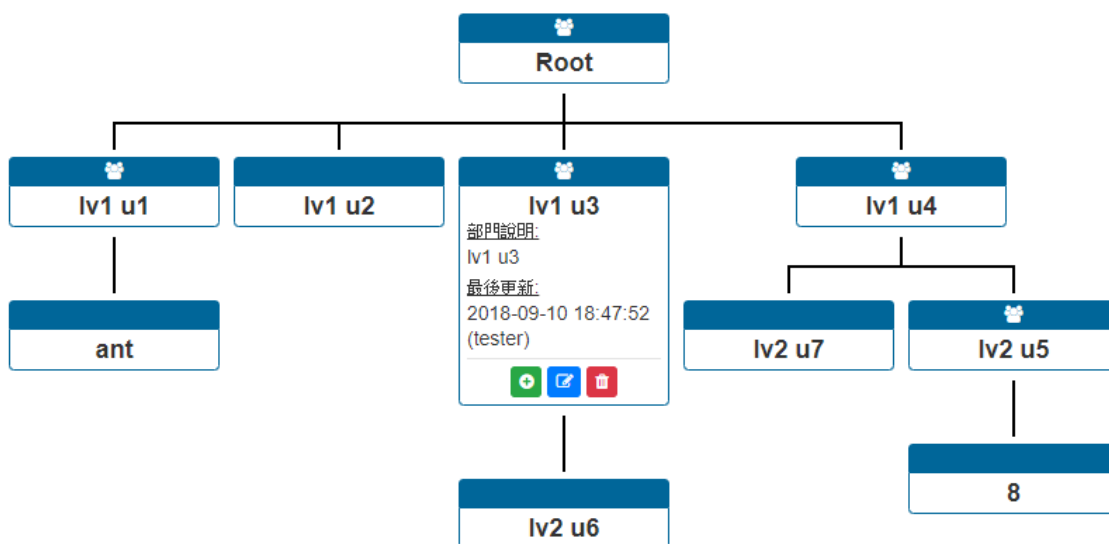 Root
lv1 u1
lv1 u2
lv1 u3
部門說明:
lv1 u3
最後更新:
2018-09-10 18:47:52
(tester)
lv1 u4
ant
lv2 u7
lv2 u5
8
lv2 u6